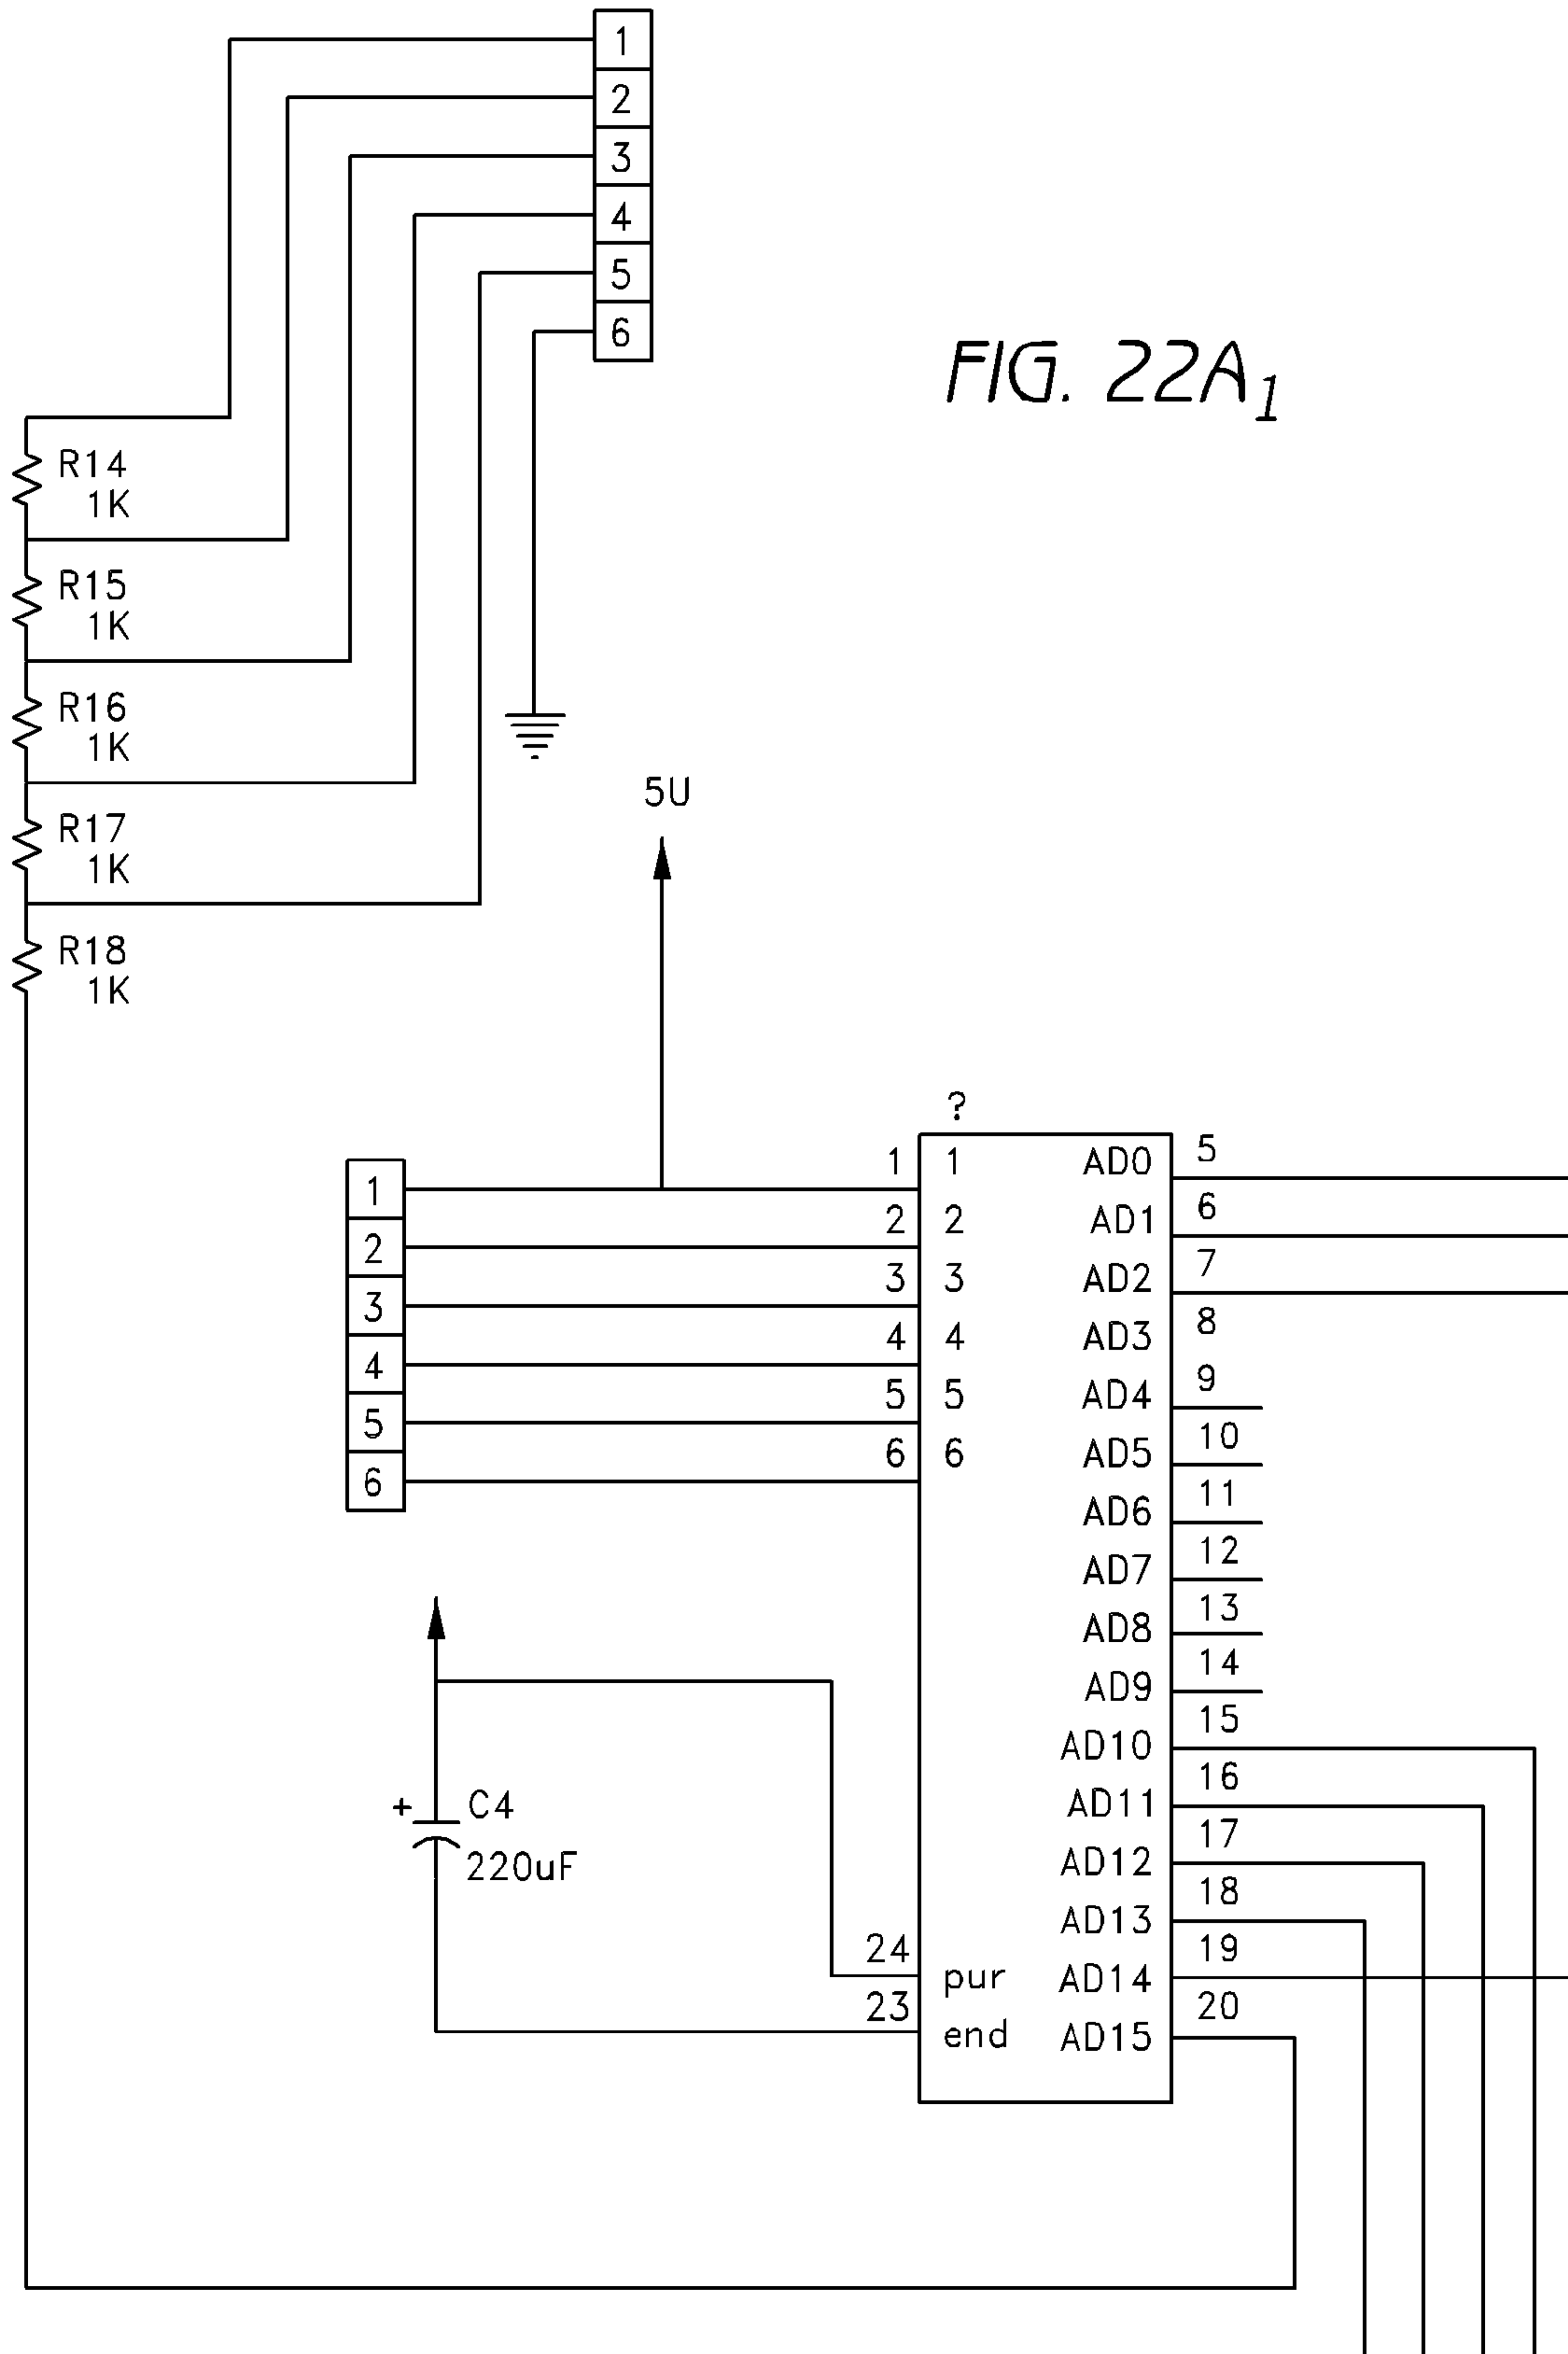 1
2
3
4
5
6
FIG. 22A1
R14
1K
R15
1K
R16
1K
R17
1K
R18
1K
5U
?
1
2
3
4
5
6
1 1 AD0 5
2 2 AD1 6
3 3 AD2 7
4 4 AD3 8
5 5 AD4 9
6 6 AD5 10
AD6 11
AD7 12
AD8 13
AD9 14
AD10 15
AD11 16
AD12 17
AD13 18
24 pur AD14 19
23 end AD15 20
+ C4
220uF